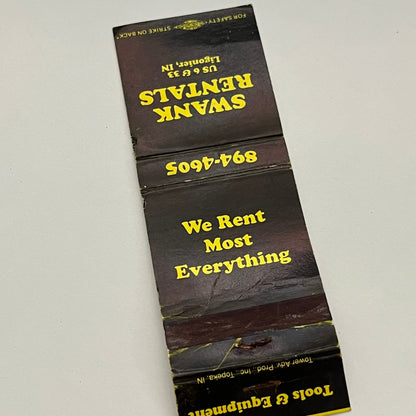 FOR SAFETY STRIKE ON BACK
SWANK
RENTALS
US 6 & 33
Ligonier, IN
894-4605
We Rent
Most
Everything
Tower Adv. Prod., Inc., Topeka, IN
Tools & Equipment